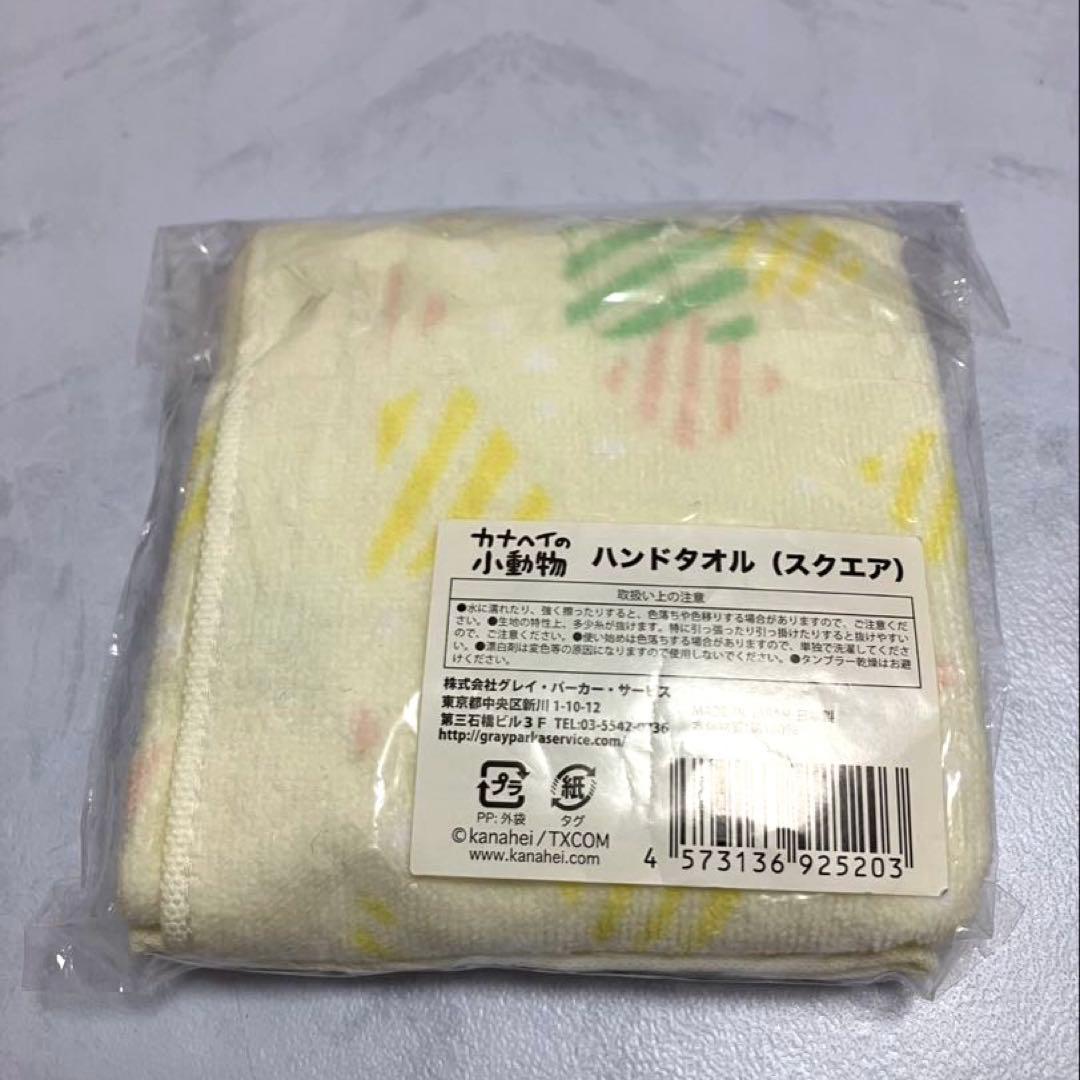 カナヘイの
小動物
ハンドタオル（スクエア）
取扱い上の注意
●水に濡れたり、強く擦ったりすると、色落ちや色移りする場合がありますので、ご注意くだ
さい。●生地の特性上、多少糸が抜けます。特に引っ張ったり引っ掛けたりすると抜けやすい
ので、ご注意ください。●使い始めは色落ちする場合がありますので、単独で洗濯してくださ
い。●漂白剤は変色等の原因になりますので使用しないでください。●タンブラー乾燥はお避
けください。
株式会社グレイ・パーカー・サービス
東京都中央区新川 1-10-12
第三石橋ビル３Ｆ TEL:03-5542-
http://grayparkaservice.com/
MADE IN JAPAN 日本製
プラ
紙
PP:外袋
タグ
©kanahei/TXCOM
www.kanahei.com
4 573136 925203